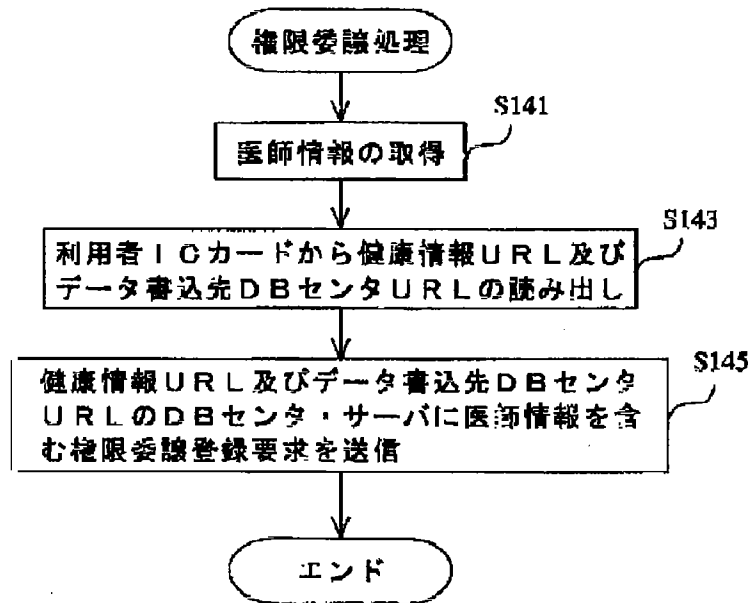 権限委譲処理
S141
医師情報の取得
S143
利用者ICカードから健康情報URL及び
データ書込先DBセンタURLの読み出し
S145
健康情報URL及びデータ書込先DBセンタ
URLのDBセンタ・サーバに医師情報を含
む権限委譲登録要求を送信
エンド